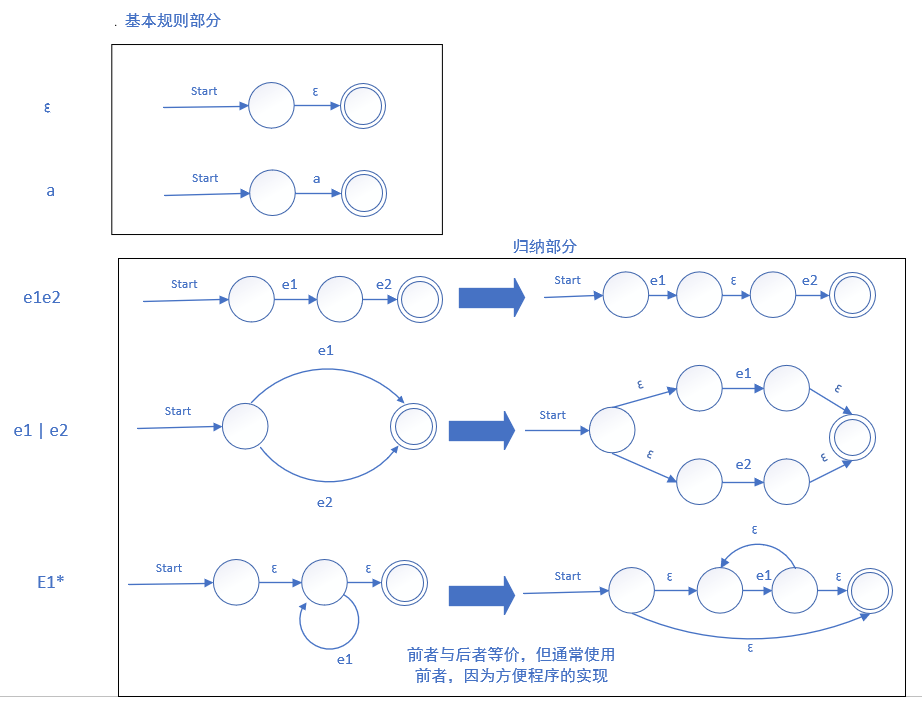 . 基本规则部分
Start ε
ε
Start a
a
归纳部分
Start e1 e2
Start e1 ε e2
e1e2
e1
Start
e2
e1 | e2
ε e1 ε
Start
ε e2 ε
Start ε ε
e1
E1*
ε
Start ε e1 ε
ε
前者与后者等价，但通常使用
前者，因为方便程序的实现